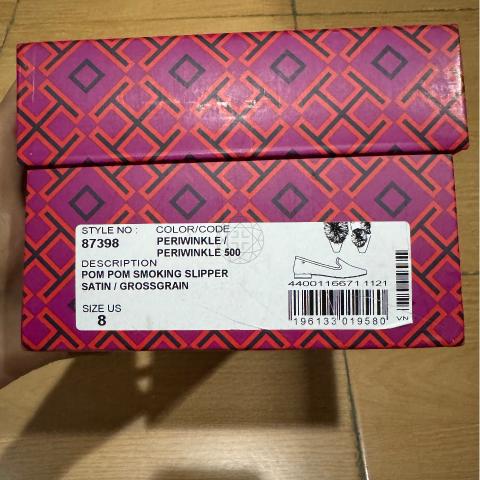 STYLE NO :
87398
COLOR/CODE
PERIWINKLE /
PERIWINKLE 500
DESCRIPTION
POM POM SMOKING SLIPPER
SATIN / GROSSGRAIN
SIZE US
8
4400116671 1121
196133 019580
VN